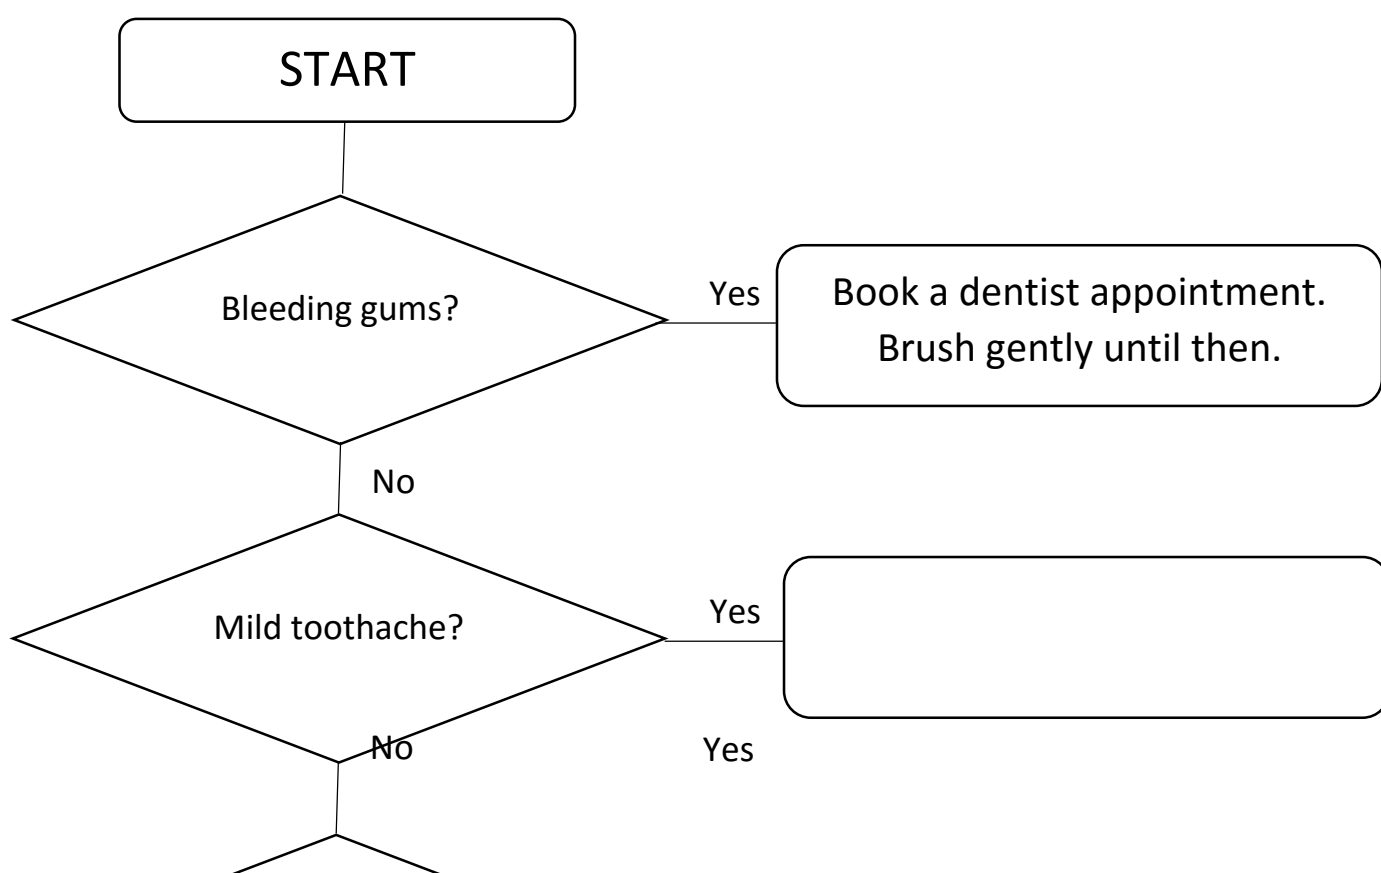 START
Bleeding gums?
Yes
Book a dentist appointment.
Brush gently until then.
No
Mild toothache?
Yes
No
Yes